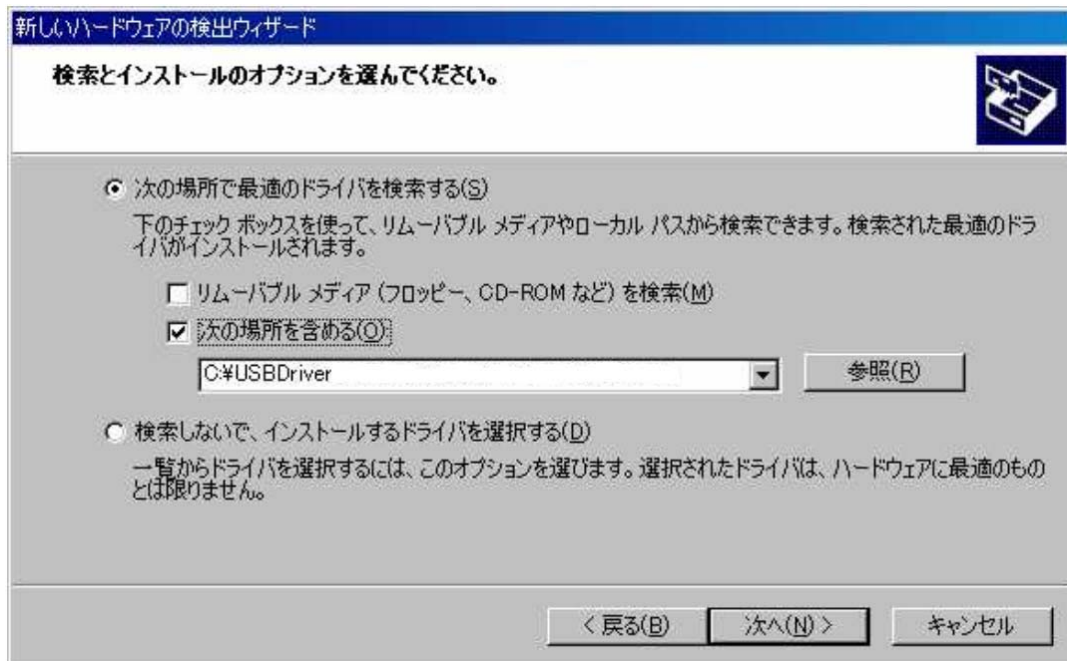 新しいハードウェアの検出ウィザード
検索とインストールのオプションを選んでください。
次の場所で最適のドライバを検索する(S)
下のチェック ボックスを使って、リムーバブル メディアやローカル パスから検索できます。検索された最適のドラ
イバがインストールされます。
リムーバブル メディア (フロッピー、CD-ROM など) を検索(M)
次の場所を含める(O):
C:¥USBDriver
参照(R)
検索しないで、インストールするドライバを選択する(D)
一覧からドライバを選択するには、このオプションを選びます。選択されたドライバは、ハードウェアに最適のもの
とは限りません。
< 戻る(B)
次へ(N) >
キャンセル